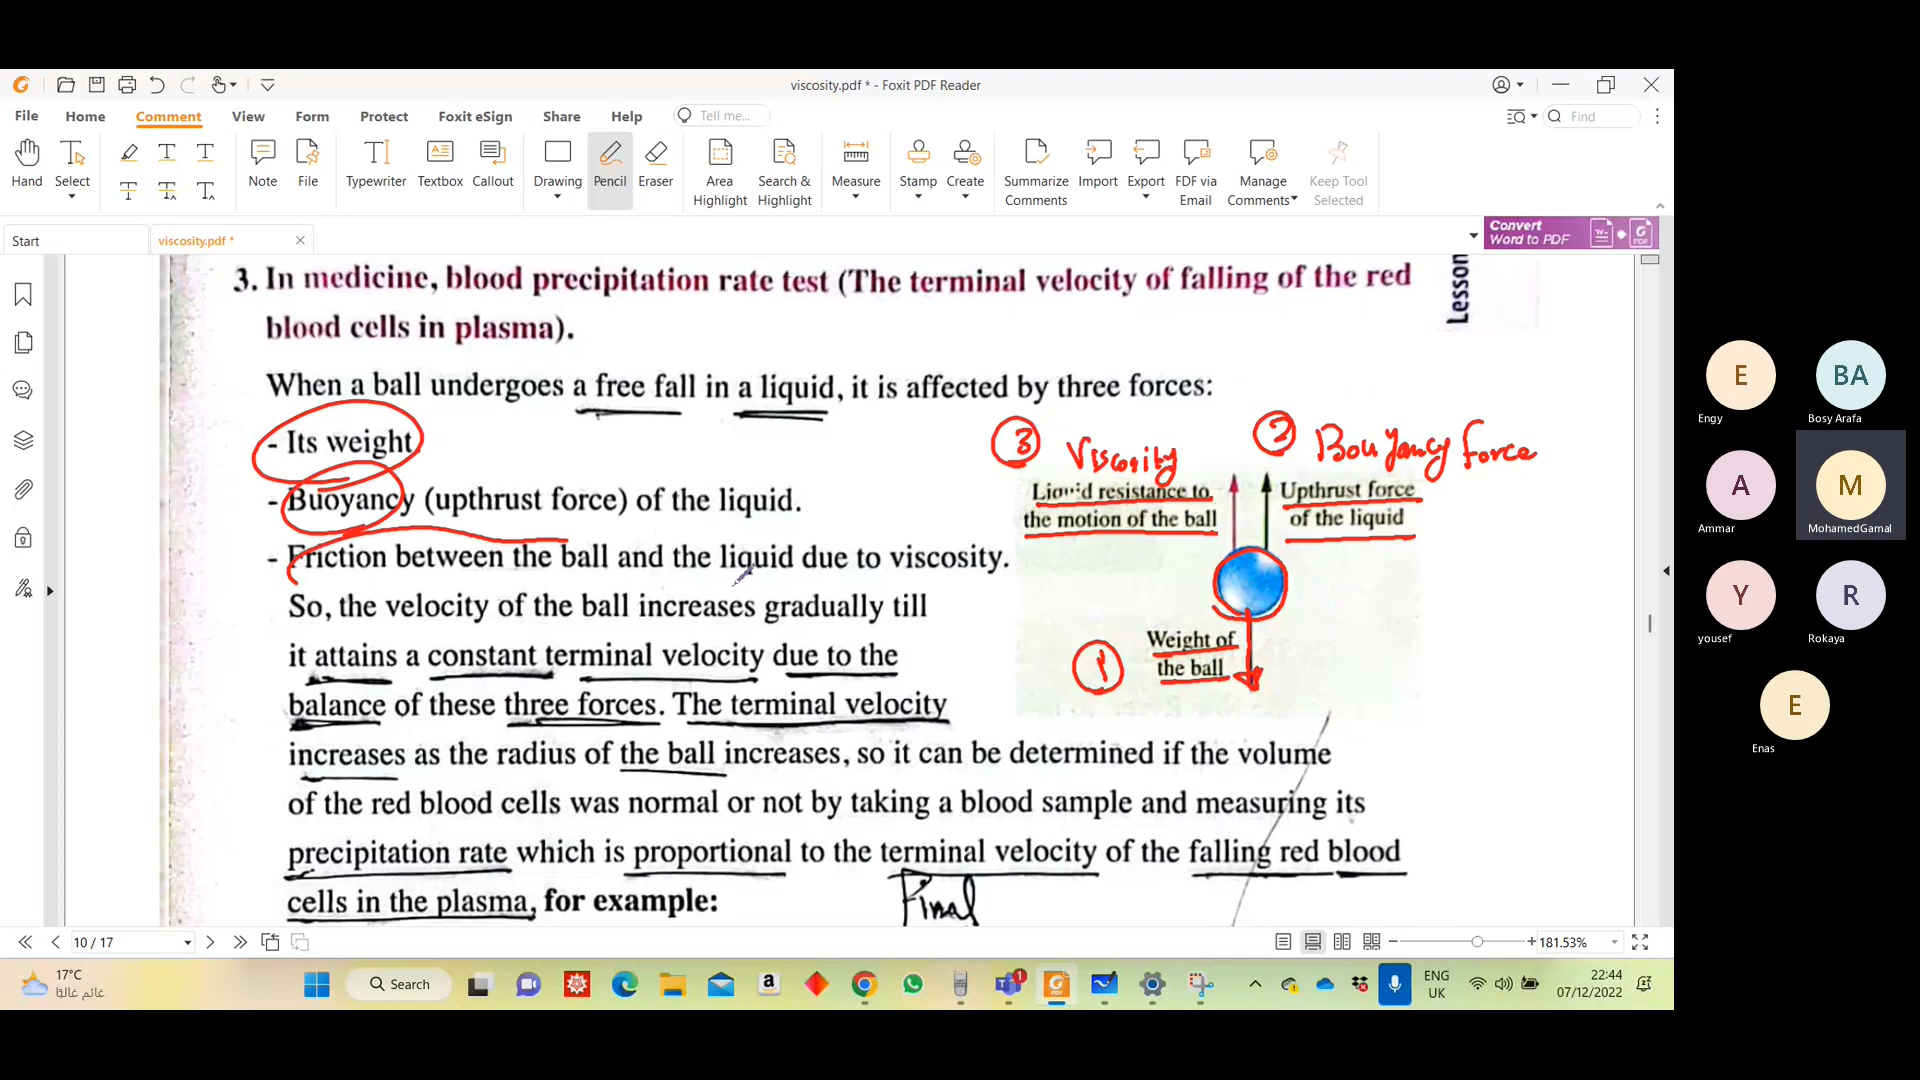 viscosity.pdf * - Foxit PDF Reader
File Home Comment View Form Protect Foxit eSign Share Help Tell me... Find
Hand Select Note File Typewriter Textbox Callout Drawing Pencil Eraser Area Highlight Search & Highlight Measure Stamp Create Summarize Comments Import Export FDF via Email Manage Comments Keep Tool Selected
Start viscosity.pdf * Convert Word to PDF
Lesson
3. In medicine, blood precipitation rate test (The terminal velocity of falling of the red
blood cells in plasma).
When a ball undergoes a free fall in a liquid, it is affected by three forces:
- Its weight
- Buoyancy (upthrust force) of the liquid.
- Friction between the ball and the liquid due to viscosity.
So, the velocity of the ball increases gradually till
it attains a constant terminal velocity due to the
balance of these three forces. The terminal velocity
increases as the radius of the ball increases, so it can be determined if the volume
of the red blood cells was normal or not by taking a blood sample and measuring its
precipitation rate which is proportional to the terminal velocity of the falling red blood
cells in the plasma, for example:
Final
3 Viscosity
2 Bouyancy force
Liquid resistance to
the motion of the ball
Upthrust force
of the liquid
1
Weight of
the ball
10 / 17
181.53%
17°C
غائم غالبًا
Search
ENG
UK
22:44
07/12/2022
1
E
Engy
BA
Bosy Arafa
A
Ammar
M
MohamedGamal
Y
yousef
R
Rokaya
E
Enas